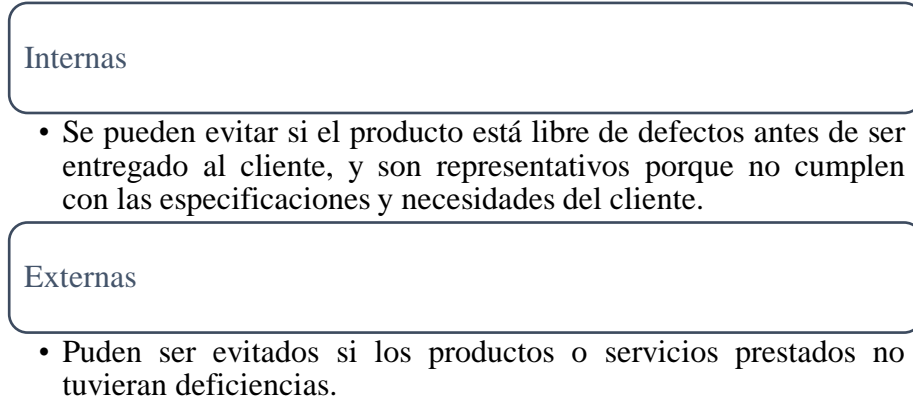 Internas
• Se pueden evitar si el producto está libre de defectos antes de ser
entregado al cliente, y son representativos porque no cumplen
con las especificaciones y necesidades del cliente.
Externas
• Puden ser evitados si los productos o servicios prestados no
tuvieran deficiencias.